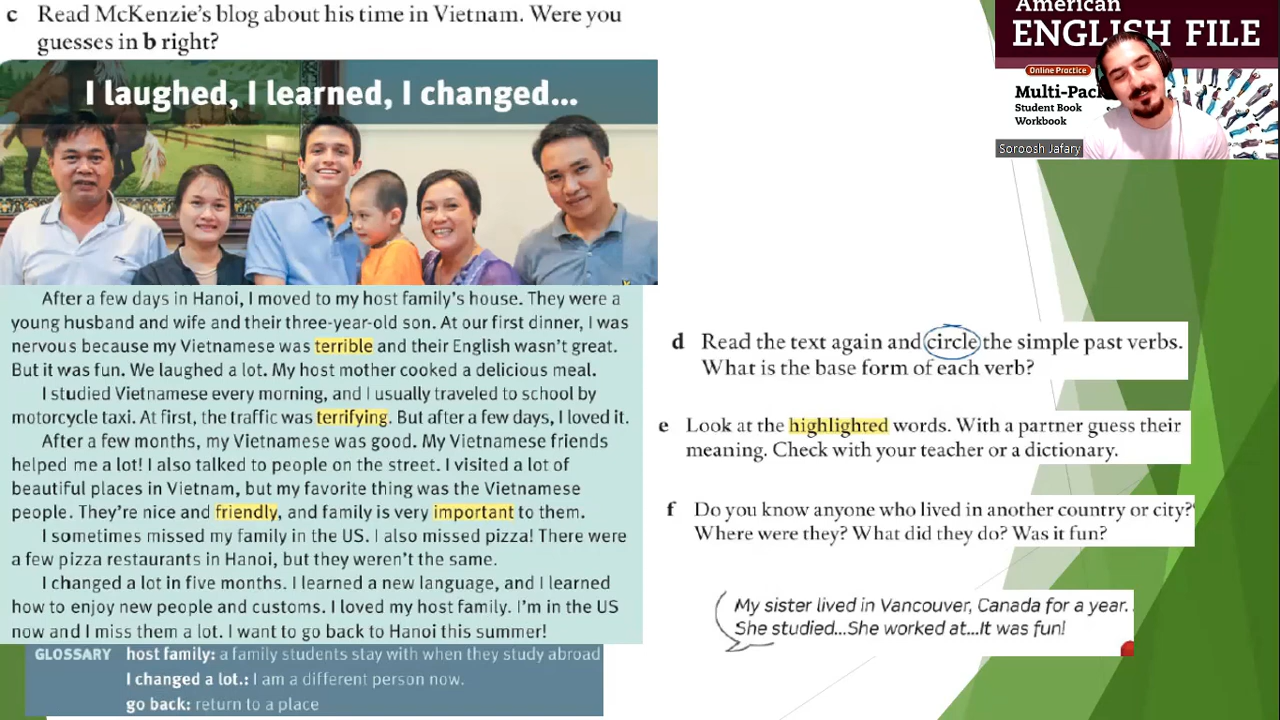 c Read McKenzie's blog about his time in Vietnam. Were you
guesses in b right?
I laughed, I learned, I changed...
After a few days in Hanoi, I moved to my host family's house. They were a
young husband and wife and their three-year-old son. At our first dinner, I was
nervous because my Vietnamese was terrible and their English wasn't great.
But it was fun. We laughed a lot. My host mother cooked a delicious meal.
I studied Vietnamese every morning, and I usually traveled to school by
motorcycle taxi. At first, the traffic was terrifying. But after a few days, I loved it.
After a few months, my Vietnamese was good. My Vietnamese friends
helped me a lot! I also talked to people on the street. I visited a lot of
beautiful places in Vietnam, but my favorite thing was the Vietnamese
people. They're nice and friendly, and family is very important to them.
I sometimes missed my family in the US. I also missed pizza! There were
a few pizza restaurants in Hanoi, but they weren't the same.
I changed a lot in five months. I learned a new language, and I learned
how to enjoy new people and customs. I loved my host family. I'm in the US
now and I miss them a lot. I want to go back to Hanoi this summer!
GLOSSARY host family: a family students stay with when they study abroad
I changed a lot.: I am a different person now.
go back: return to a place
American
ENGLISH FILE
Online Practice
Multi-Pac
Student Book
Workbook
Soroosh Jafary
d Read the text again and circle the simple past verbs.
What is the base form of each verb?
e Look at the highlighted words. With a partner guess their
meaning. Check with your teacher or a dictionary.
f Do you know anyone who lived in another country or city?
Where were they? What did they do? Was it fun?
My sister lived in Vancouver, Canada for a year.
She studied...She worked at...It was fun!